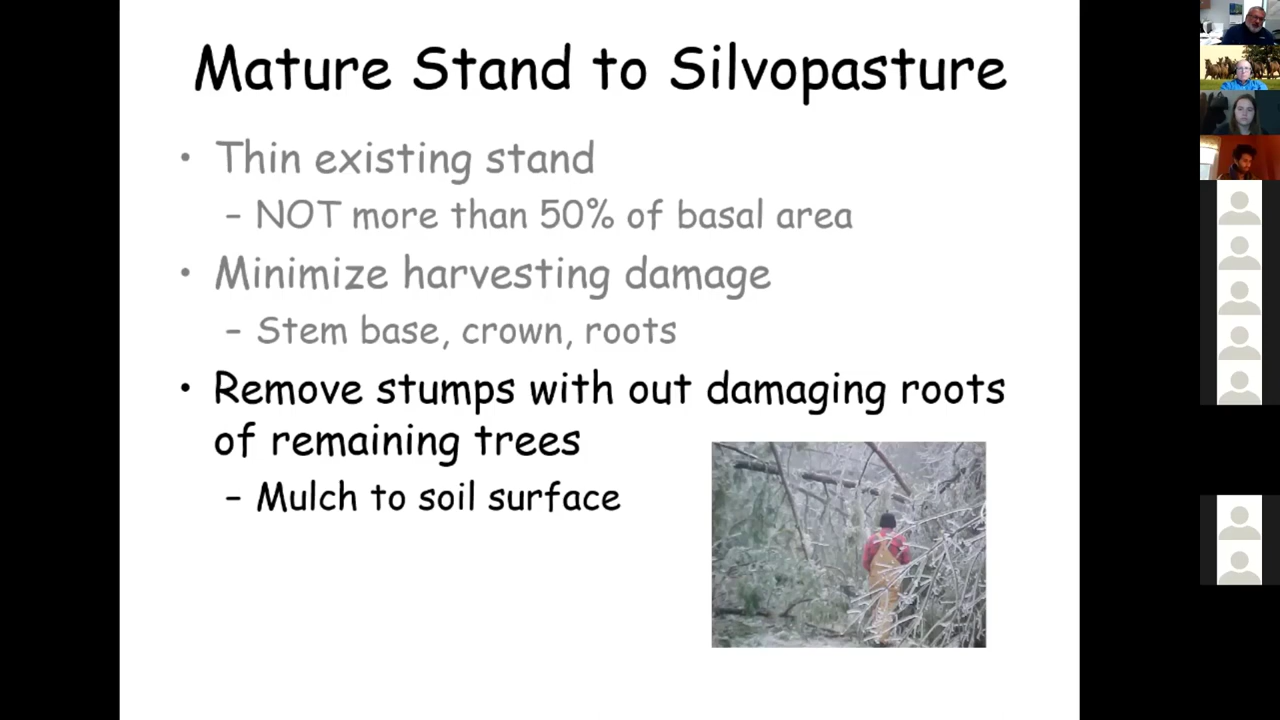 Mature Stand to Silvopasture
• Thin existing stand
– NOT more than 50% of basal area
• Minimize harvesting damage
– Stem base, crown, roots
• Remove stumps with out damaging roots
of remaining trees
– Mulch to soil surface